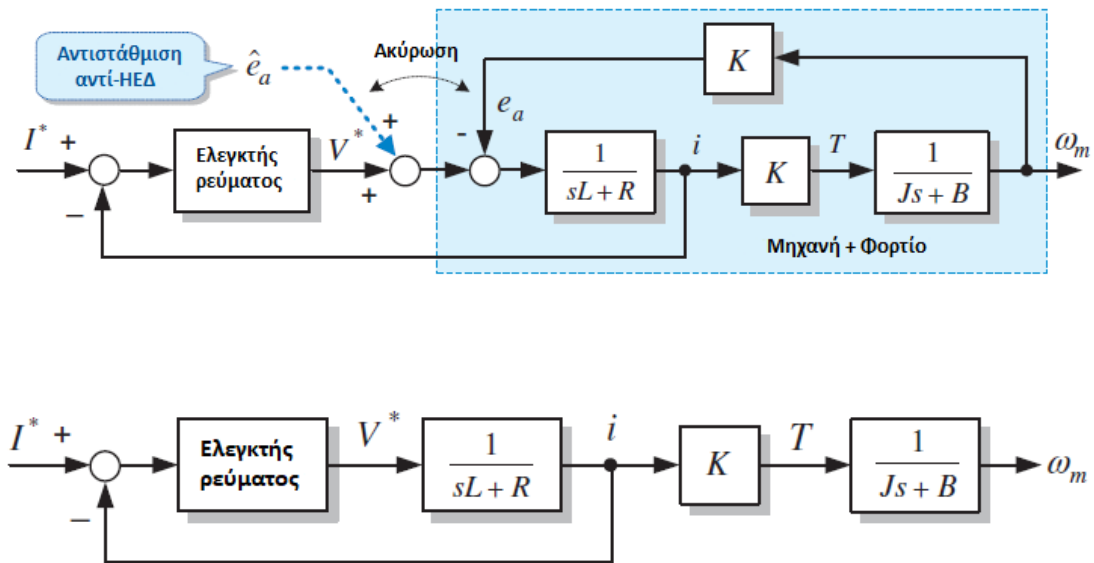 Αντιστάθμιση
αντί-ΗΕΔ
ê_a
Ακύρωση
K
e_a
I* +
Ελεγκτής
ρεύματος
V*
+
+
-
1
sL + R
i
K
T
1
Js + B
ω_m
−
Μηχανή + Φορτίο
I* +
Ελεγκτής
ρεύματος
V*
1
sL + R
i
K
T
1
Js + B
ω_m
−